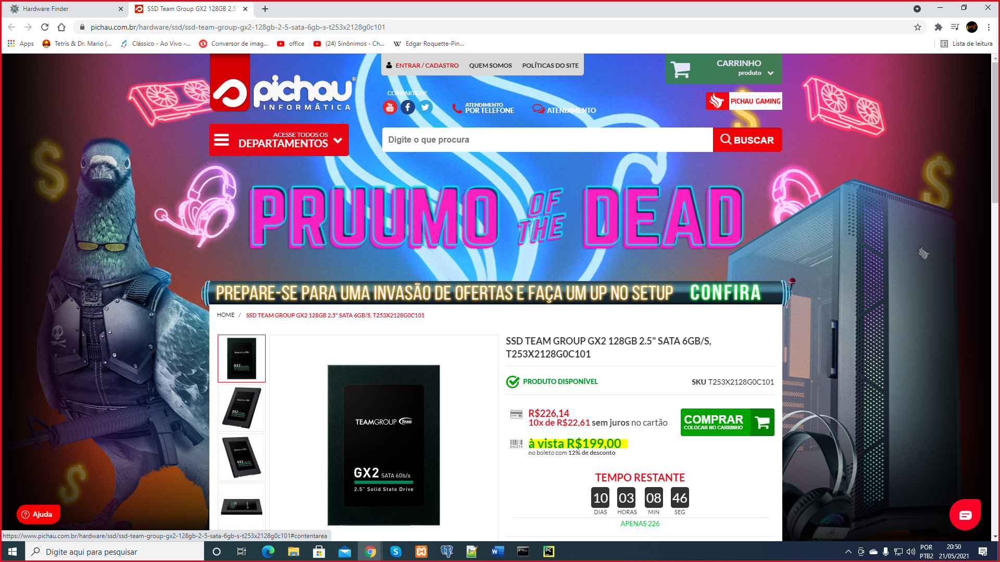 Hardware Finder
SSD Team Group GX2 128GB 2.5"
pichau.com.br/hardware/ssd/ssd-team-group-gx2-128gb-2-5-sata-6gb-s-t253x2128g0c101
Apps
Tetris & Dr. Mario (...
Clássico - Ao Vivo -...
Conversor de imag...
office
(24) Sinônimos - Ch...
Edgar Roquette-Pin...
Lista de leitura
pichau®
INFORMÁTICA
ENTRAR / CADASTRO
QUEM SOMOS
POLÍTICAS DO SITE
CARRINHO
produto
COMPARTILHE
You Tube
ATENDIMENTO
POR TELEFONE
ATENDIMENTO
PICHAU GAMING
ACESSE TODOS OS
DEPARTAMENTOS
Digite o que procura
BUSCAR
PRUUMO OF THE DEAD
PREPARE-SE PARA UMA INVASÃO DE OFERTAS E FAÇA UM UP NO SETUP CONFIRA
HOME / SSD TEAM GROUP GX2 128GB 2.5" SATA 6GB/S, T253X2128G0C101
SSD TEAM GROUP GX2 128GB 2.5" SATA 6GB/S,
T253X2128G0C101
PRODUTO DISPONÍVEL
SKU T253X2128G0C101
R$226,14
10x de R$22,61 sem juros no cartão
COMPRAR
COLOCAR NO CARRINHO
BOLETO
à vista R$199,00
no boleto com 12% de desconto
TEMPO RESTANTE
10 03 08 46
DIAS HORAS MIN SEG
APENAS 226
TEAMGROUP Team
GX2 SATA 6Gb/s
2.5" Solid State Drive
TEAMGROUP
GX2
TEAMGROUP
GX2
TEAMGROUP
GX2
Ajuda
https://www.pichau.com.br/hardware/ssd/ssd-team-group-gx2-128gb-2-5-sata-6gb-s-t253x2128g0c101#contentarea
Digite aqui para pesquisar
POR
PTB2
20:50
21/05/2021